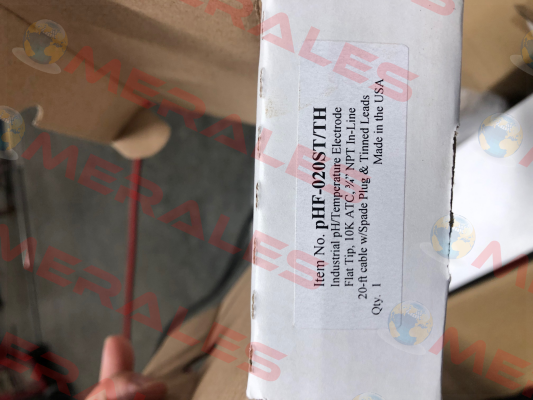 Item No. pHF-020ST/TH
Industrial pH/Temperature Electrode
Flat Tip, 10K ATC, ¾" NPT In-Line
20-ft cable w/Spade Plug & Tinned Leads
Qty. 1 Made in the USA
MERALES
MERALES
MERALES
MERALES